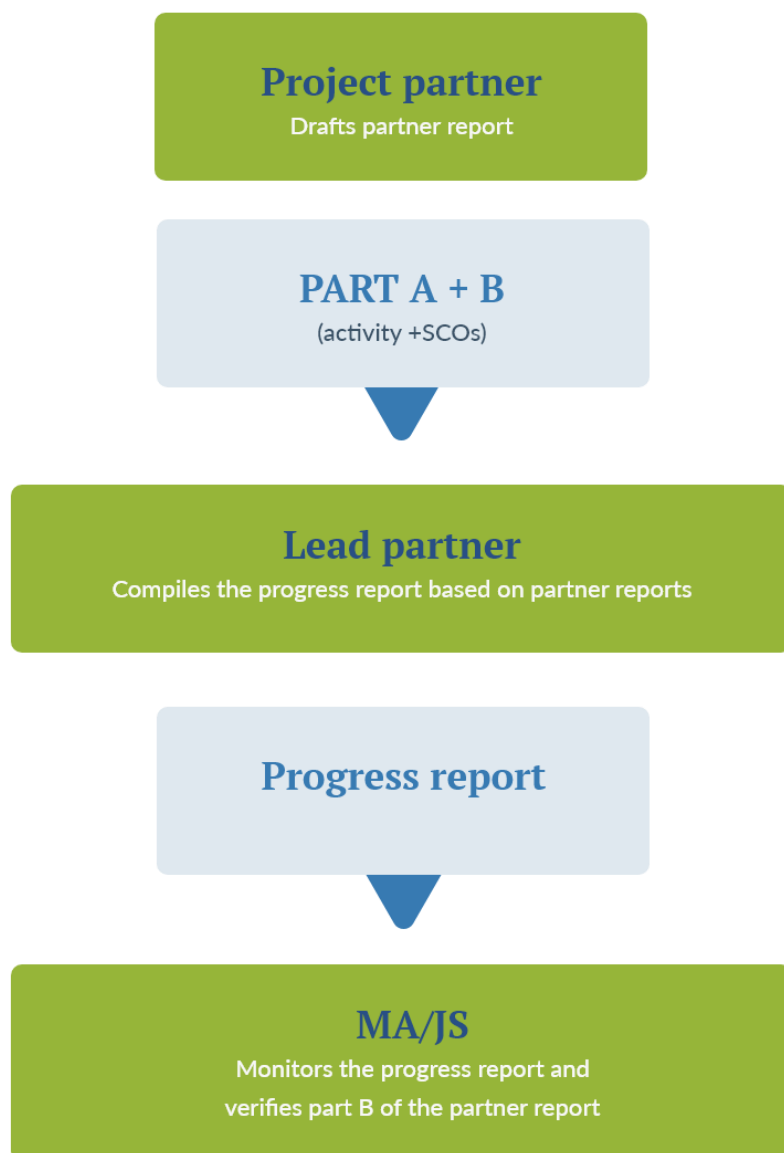 Project partner
Drafts partner report
PART A + B
(activity +SCOs)
Lead partner
Compiles the progress report based on partner reports
Progress report
MA/JS
Monitors the progress report and
verifies part B of the partner report